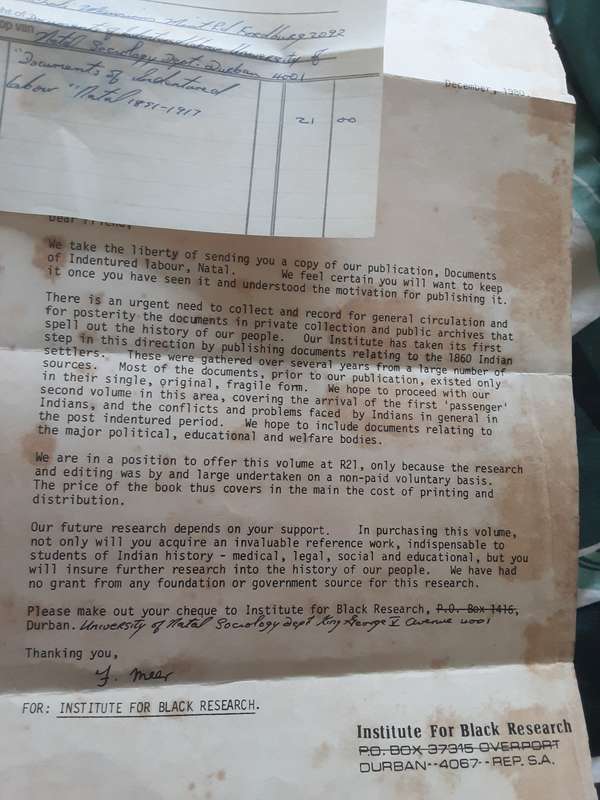 op van
Natal Sociology Dept. Durban 4001
"Documents of Indentured
Labour" Natal 1851-1917
21 00
December, 1980
Dear Friend,
We take the liberty of sending you a copy of our publication, Documents
of Indentured labour, Natal. We feel certain you will want to keep
it once you have seen it and understood the motivation for publishing it.
There is an urgent need to collect and record for general circulation and
for posterity the documents in private collection and public archives that
spell out the history of our people. Our Institute has taken its first
step in this direction by publishing documents relating to the 1860 Indian
settlers. These were gathered over several years from a large number of
sources. Most of the documents, prior to our publication, existed only
in their single, original, fragile form. We hope to proceed with our
second volume in this area, covering the arrival of the first 'passenger'
Indians, and the conflicts and problems faced by Indians in general in
the post indentured period. We hope to include documents relating to
the major political, educational and welfare bodies.
We are in a position to offer this volume at R21, only because the research
and editing was by and large undertaken on a non-paid voluntary basis.
The price of the book thus covers in the main the cost of printing and
distribution.
Our future research depends on your support. In purchasing this volume,
not only will you acquire an invaluable reference work, indispensable to
students of Indian history - medical, legal, social and educational, but you
will insure further research into the history of our people. We have had
no grant from any foundation or government source for this research.
Please make out your cheque to Institute for Black Research, P.O. Box 1416,
Durban. University of Natal Sociology Dept King George V Avenue 4001
Thanking you,
F. Meer
FOR: INSTITUTE FOR BLACK RESEARCH.
Institute For Black Research
P.O. BOX 37315 OVERPORT
DURBAN--4067--REP. S.A.